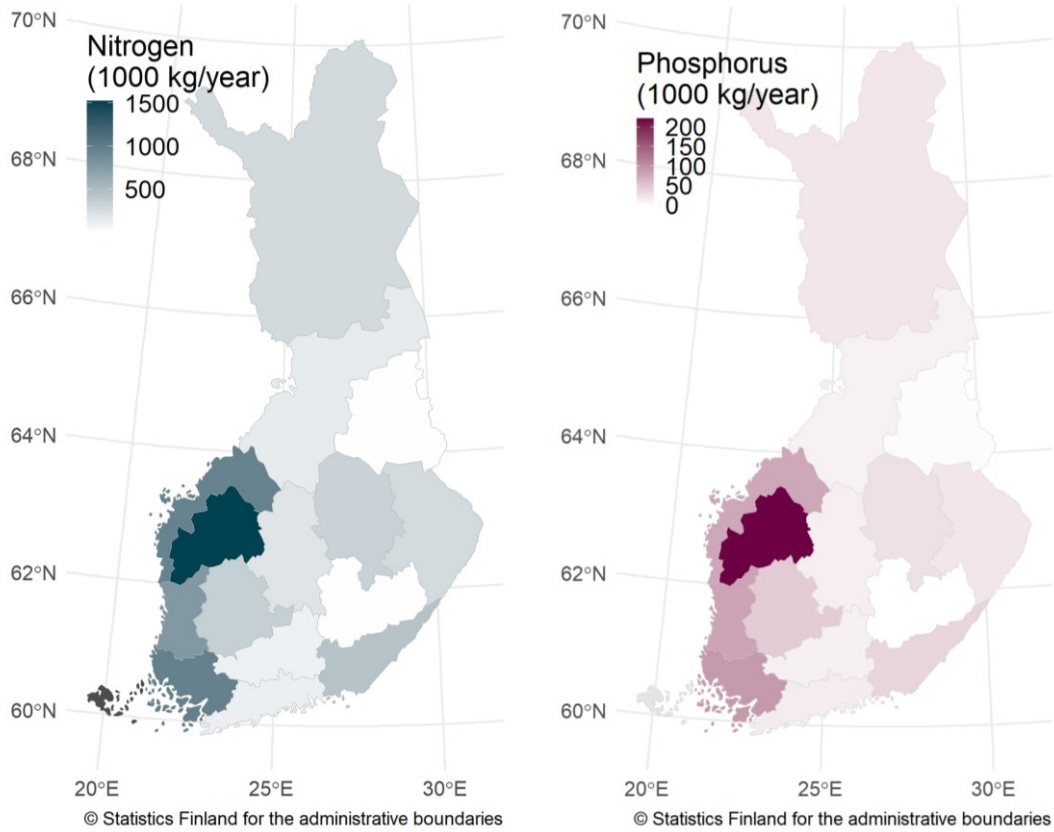 Nitrogen
(1000 kg/year)
1500
1000
500
70°N
68°N
66°N
64°N
62°N
60°N
20°E
25°E
30°E
© Statistics Finland for the administrative boundaries
Phosphorus
(1000 kg/year)
200
150
100
50
0
70°N
68°N
66°N
64°N
62°N
60°N
20°E
25°E
30°E
© Statistics Finland for the administrative boundaries